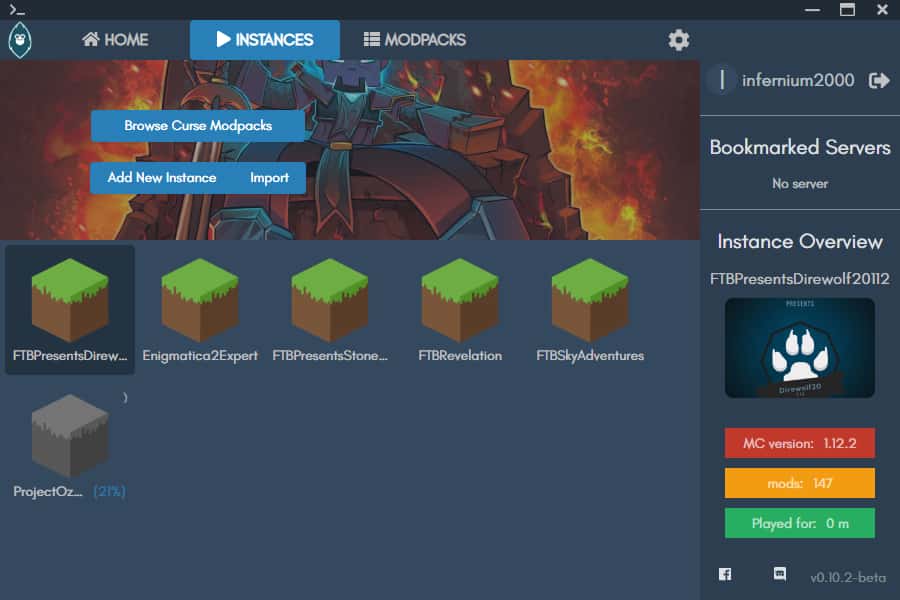 HOME
INSTANCES
MODPACKS
infernium2000
Browse Curse Modpacks
Add New Instance
Import
Bookmarked Servers
No server
Instance Overview
FTBPresentsDirewolf20112
PRESENTS
Direwolf20
112
MC version: 1.12.2
mods: 147
Played for: 0 m
v0.10.2-beta
FTBPresentsDirew...
Enigmatica2Expert
FTBPresentsStone...
FTBRevelation
FTBSkyAdventures
ProjectOz... (21%)